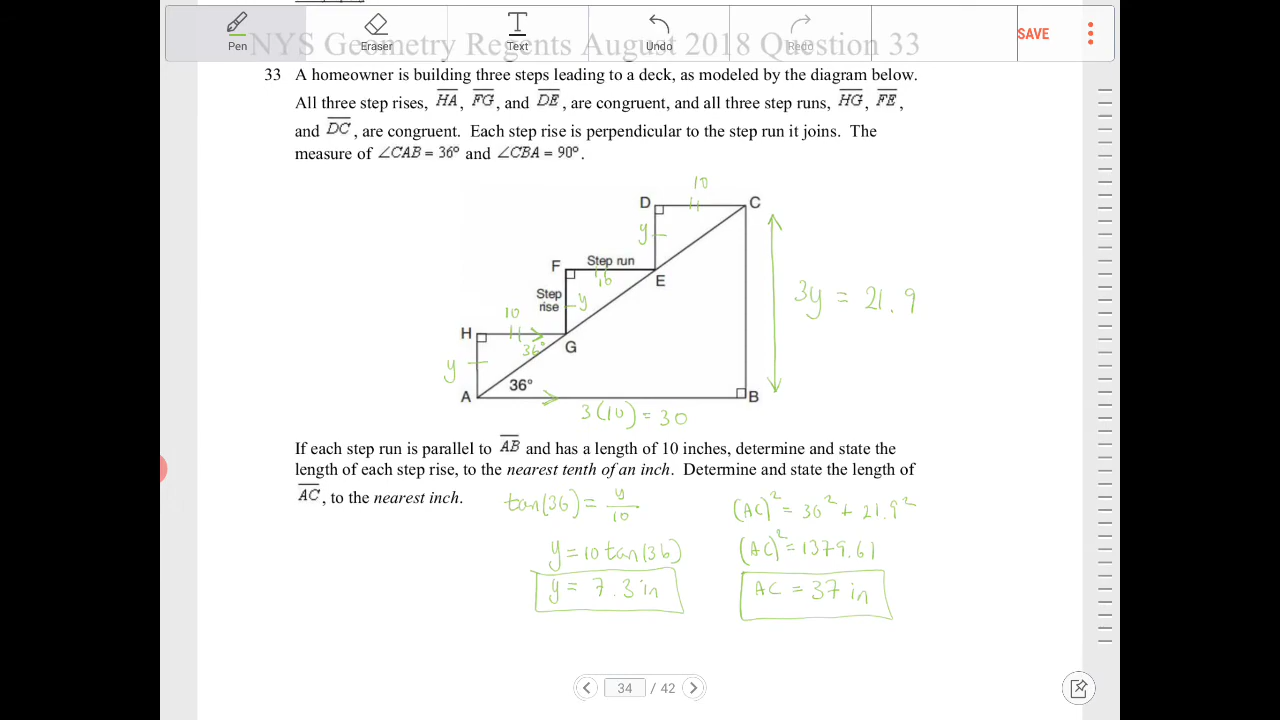 SAVE
Pen
Eraser
Text
Undo
Redo
NYS Geometry Regents August 2018 Question 33
33 A homeowner is building three steps leading to a deck, as modeled by the diagram below.
All three step rises, HA, FG, and DE, are congruent, and all three step runs, HG, FE,
and DC, are congruent. Each step rise is perpendicular to the step run it joins. The
measure of ∠CAB = 36° and ∠CBA = 90°.
10
D
C
y
F
Step run
E
10
Step
rise
y
3y = 21.9
10
H
G
36°
y
36°
A
B
3(10) = 30
If each step run is parallel to AB and has a length of 10 inches, determine and state the
length of each step rise, to the nearest tenth of an inch. Determine and state the length of
AC, to the nearest inch.
tan(36) = y/10
y = 10 tan(36)
y = 7.3 in
(AC)² = 30² + 21.9²
(AC)² = 1379.61
AC = 37 in
34 / 42